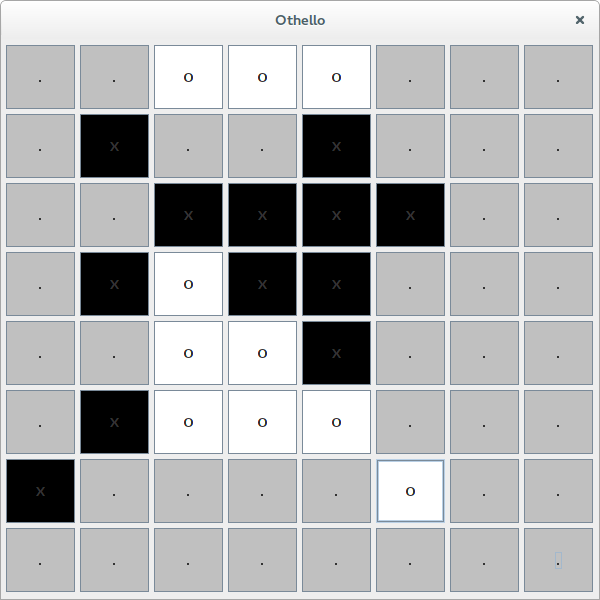 Othello ×
. . O O O . . .
. X . . X . . .
. . X X X X . .
. X O X X . . .
. . O O X . . .
. X O O O . . .
X . . . . O . .
. . . . . . . .